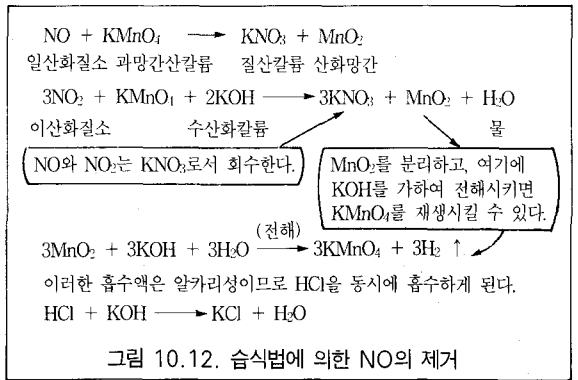 NO + KMnO₄ → KNO₃ + MnO₂
일산화질소 과망간산칼륨 질산칼륨 산화망간
3NO₂ + KMnO₄ + 2KOH → 3KNO₃ + MnO₂ + H₂O
이산화질소 수산화칼륨 물
NO와 NO₂는 KNO₃로서 회수한다.
MnO₂를 분리하고, 여기에
KOH를 가하여 전해시키면
KMnO₄를 재생시킬 수 있다.
(전해)
3MnO₂ + 3KOH + 3H₂O → 3KMnO₄ + 3H₂ ↑
이러한 흡수액은 알카리성이므로 HCl을 동시에 흡수하게 된다.
HCl + KOH → KCl + H₂O
그림 10.12. 습식법에 의한 NO의 제거